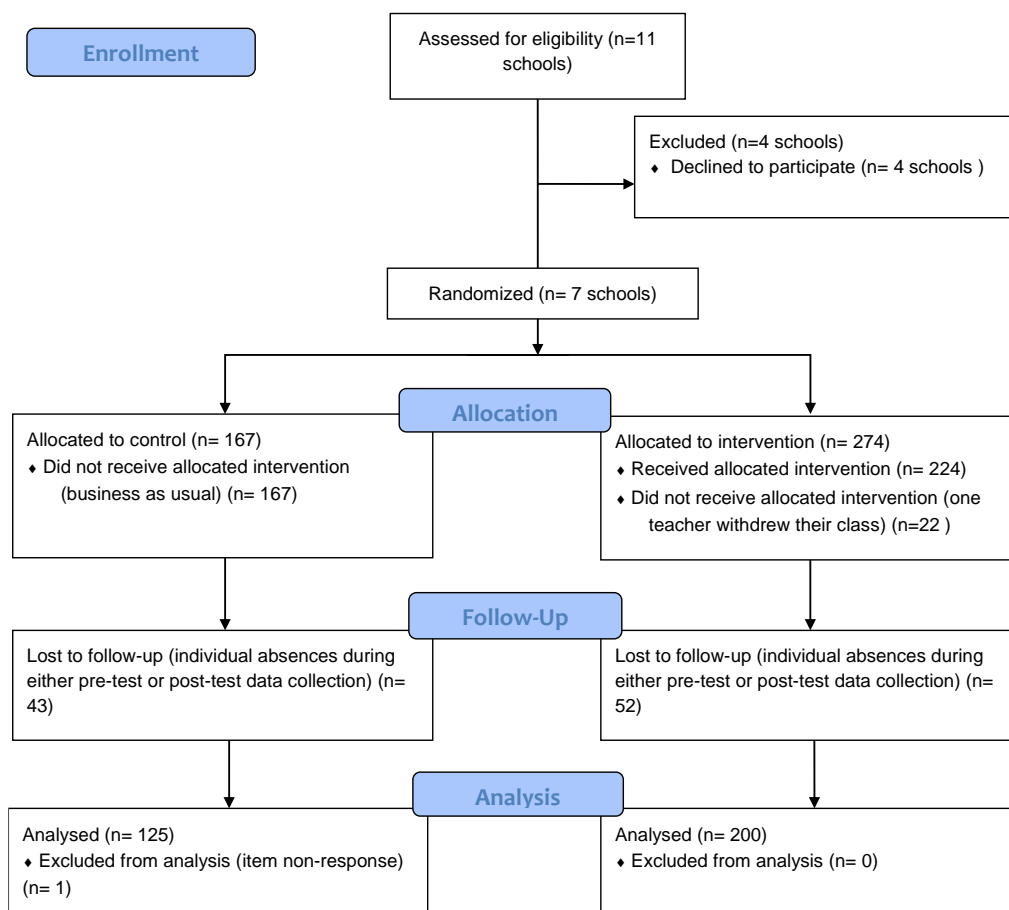 Enrollment
Assessed for eligibility (n=11
schools)
Excluded (n=4 schools)
♦ Declined to participate (n= 4 schools )
Randomized (n= 7 schools)
Allocation
Allocated to control (n= 167)
♦ Did not receive allocated intervention
(business as usual) (n= 167)
Allocated to intervention (n= 274)
♦ Received allocated intervention (n= 224)
♦ Did not receive allocated intervention (one
teacher withdrew their class) (n=22 )
Follow-Up
Lost to follow-up (individual absences during
either pre-test or post-test data collection) (n=
43)
Lost to follow-up (individual absences during
either pre-test or post-test data collection) (n=
52)
Analysis
Analysed (n= 125)
♦ Excluded from analysis (item non-response)
(n= 1)
Analysed (n= 200)
♦ Excluded from analysis (n= 0)